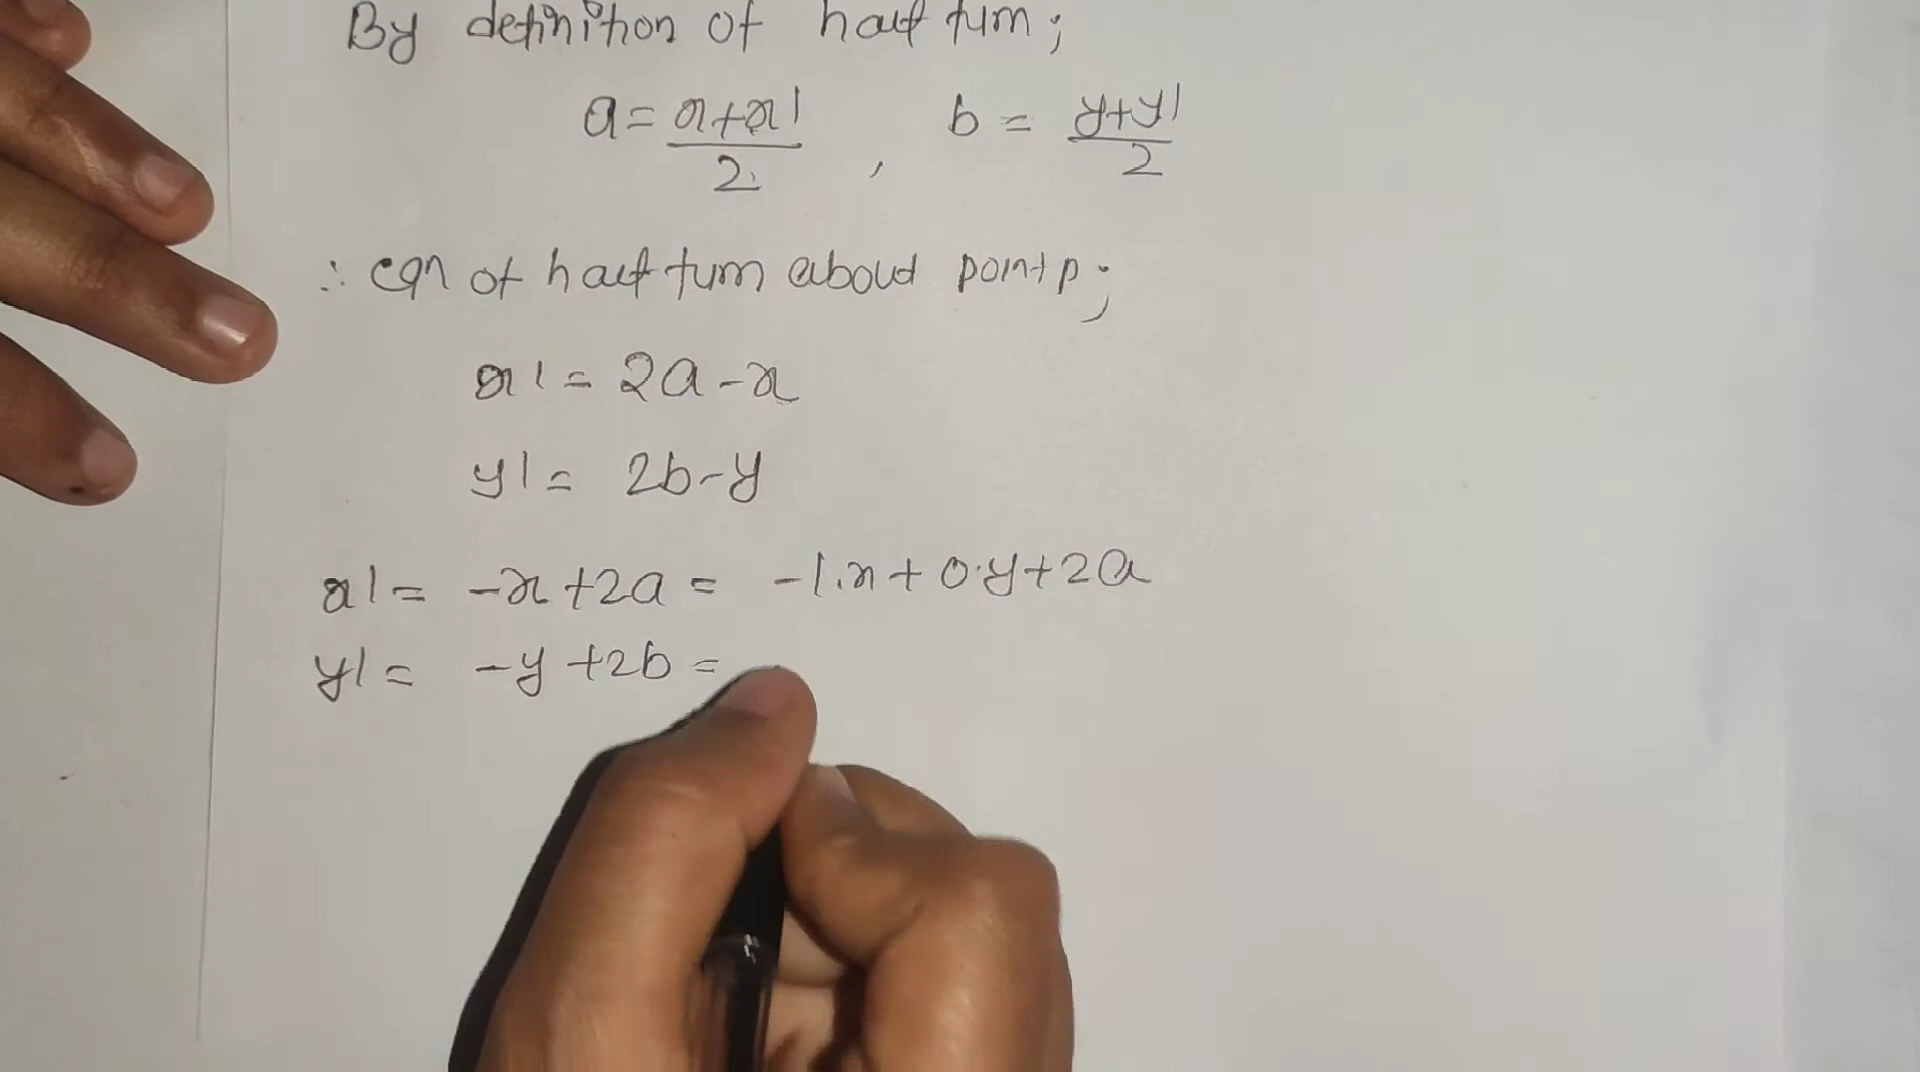 By definition of half turn;
a = x+x'/2 , b = y+y'/2
∴ eqn of half turn about point p;
x' = 2a-x
y' = 2b-y
x' = -x+2a = -1.x+0.y+2a
y' = -y+2b =